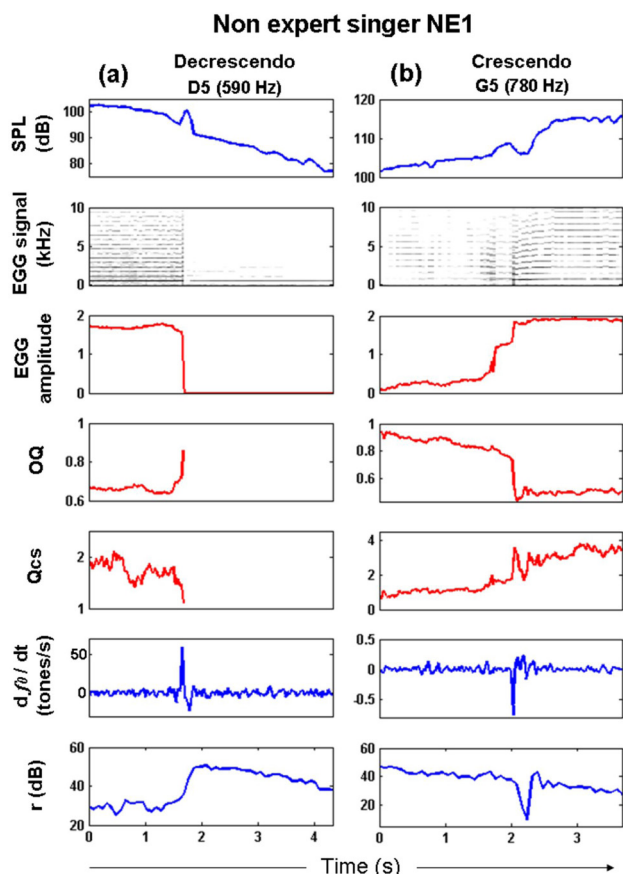 Non expert singer NE1
(a) Decrescendo
D5 (590 Hz)
(b) Crescendo
G5 (780 Hz)
SPL
(dB)
100
90
80
120
110
100
EGG signal
(kHz)
10
5
0
10
5
0
EGG
amplitude
2
1
0
2
1
0
OQ
1
0.8
0.6
1
0.8
0.6
Qcs
2
1
4
2
0
d f0 / dt
(tones/s)
50
0
0.5
0
-0.5
r (dB)
60
40
20
60
40
20
0 1 2 3 4
0 1 2 3
Time (s)